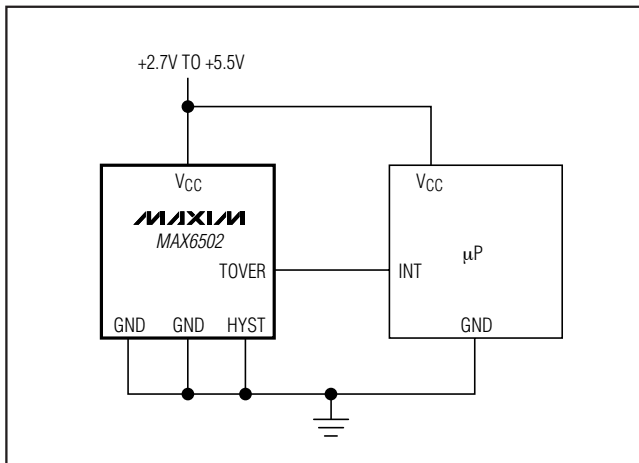 +2.7V TO +5.5V
VCC
VCC
MAXIM
MAX6502
μP
TOVER
INT
GND
GND
HYST
GND